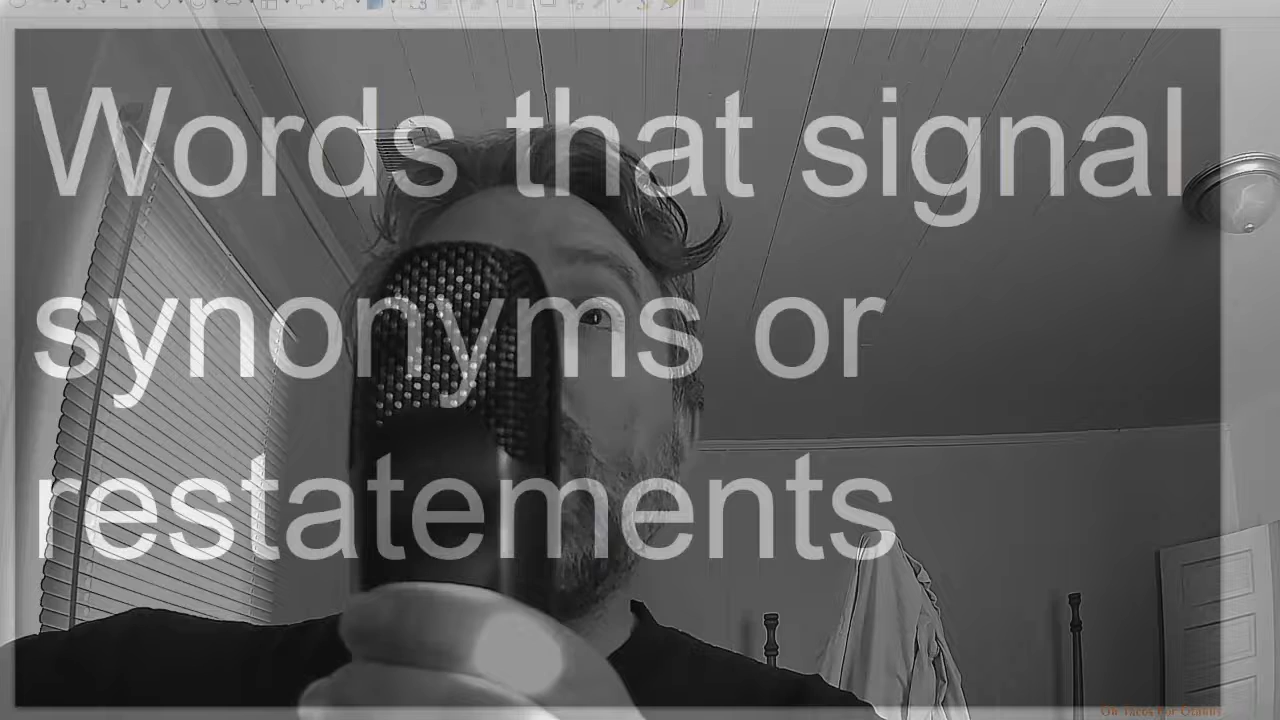 Words that signal
synonyms or
restatements